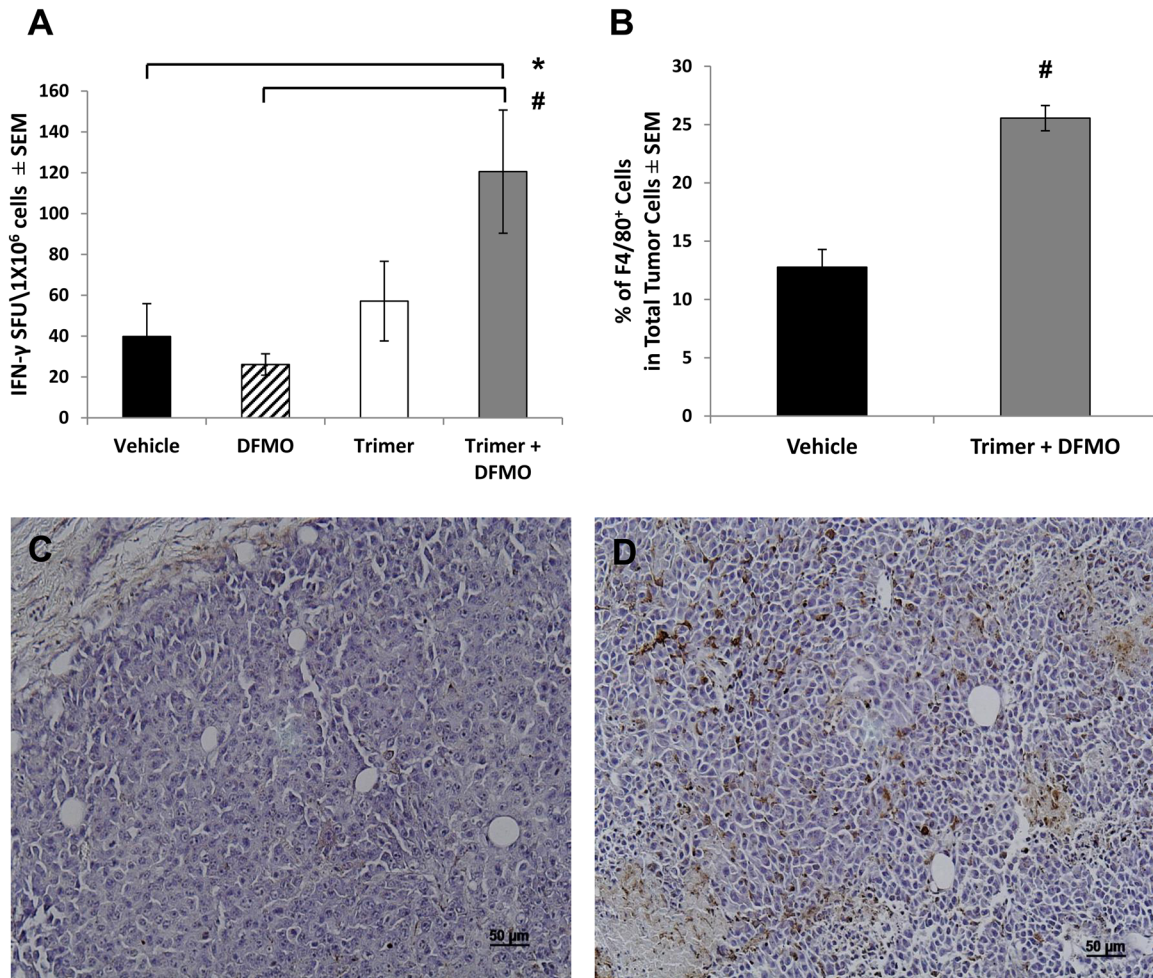 A
*
#
IFN-γ SFU\1X10⁶ cells ± SEM
160
140
120
100
80
60
40
20
0
Vehicle
DFMO
Trimer
Trimer +
DFMO
B
#
% of F4/80⁺ Cells
in Total Tumor Cells ± SEM
30
25
20
15
10
5
0
Vehicle
Trimer + DFMO
C
50 µm
D
50 µm